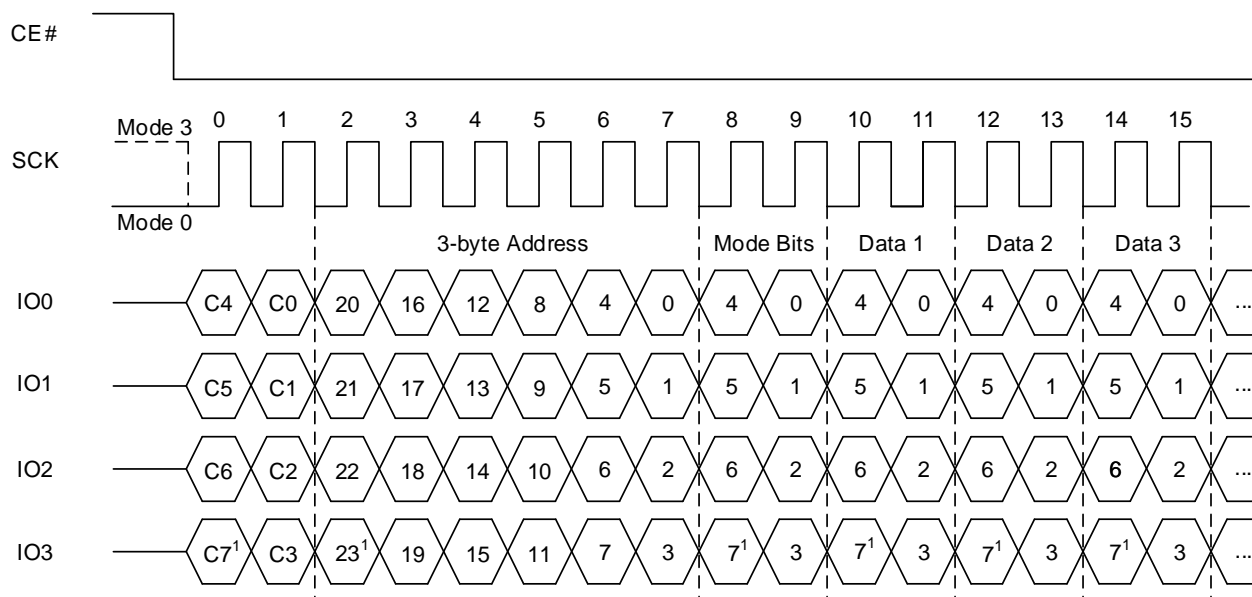 CE#
Mode 3 0 1 2 3 4 5 6 7 8 9 10 11 12 13 14 15
SCK
Mode 0
3-byte Address Mode Bits Data 1 Data 2 Data 3
IO0 C4 C0 20 16 12 8 4 0 4 0 4 0 4 0 4 0 ...
IO1 C5 C1 21 17 13 9 5 1 5 1 5 1 5 1 5 1 ...
IO2 C6 C2 22 18 14 10 6 2 6 2 6 2 6 2 6 2 ...
IO3 C7¹ C3 23¹ 19 15 11 7 3 7¹ 3 7¹ 3 7¹ 3 7¹ 3 ...